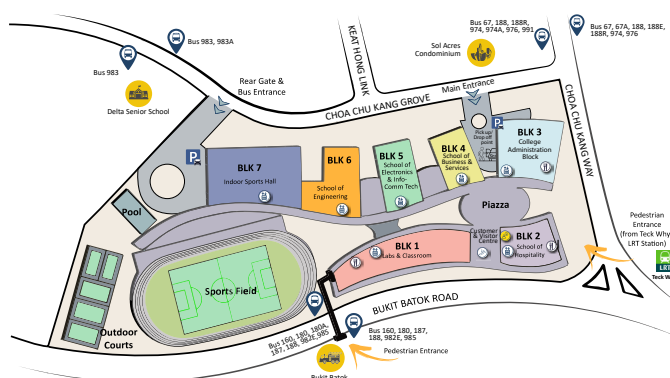 Bus 67, 188, 188R,
974, 974A, 976, 991
Bus 67, 67A, 188, 188E,
188R, 974, 976
Bus 983, 983A
KEAT HONG LINK
Sol Acres
Condominium
Bus 983
Rear Gate &
Bus Entrance
Main Entrance
Delta Senior School
CHOA CHU KANG GROVE
CHOA CHU KANG WAY
P
Pick up/
Drop off
point
P
BLK 3
College
Administration
Block
BLK 4
School of
Business &
Services
BLK 5
School of
Electronics
& Info-
Comm Tech
BLK 6
School of
Engineering
BLK 7
Indoor Sports Hall
Pool
Piazza
Pedestrian
Entrance
(from Teck Why
LRT Station)
LRT
Teck W
Customer
& Visitor
Centre
BLK 2
School of
Hospitality
BLK 1
Labs & Classroom
Sports Field
Outdoor
Courts
BUKIT BATOK ROAD
Bus 160, 180, 180A,
187, 188, 982E,985
Bus 160, 180, 187,
188, 982E, 985
Pedestrian Entrance
Bukit Batok